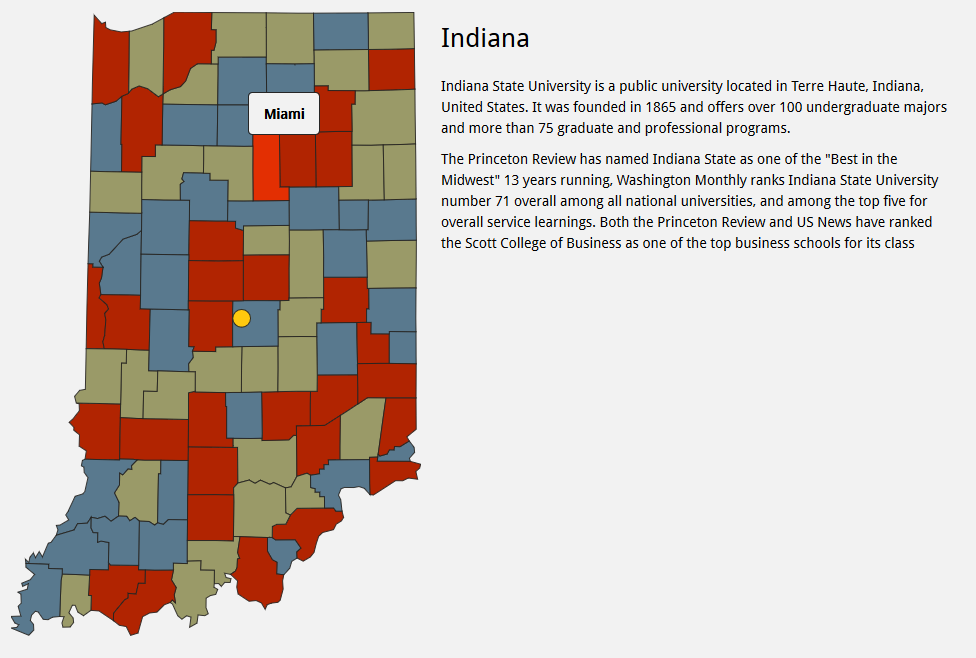 Indiana
Indiana State University is a public university located in Terre Haute, Indiana,
United States. It was founded in 1865 and offers over 100 undergraduate majors
and more than 75 graduate and professional programs.
The Princeton Review has named Indiana State as one of the "Best in the
Midwest" 13 years running, Washington Monthly ranks Indiana State University
number 71 overall among all national universities, and among the top five for
overall service learnings. Both the Princeton Review and US News have ranked
the Scott College of Business as one of the top business schools for its class
Miami